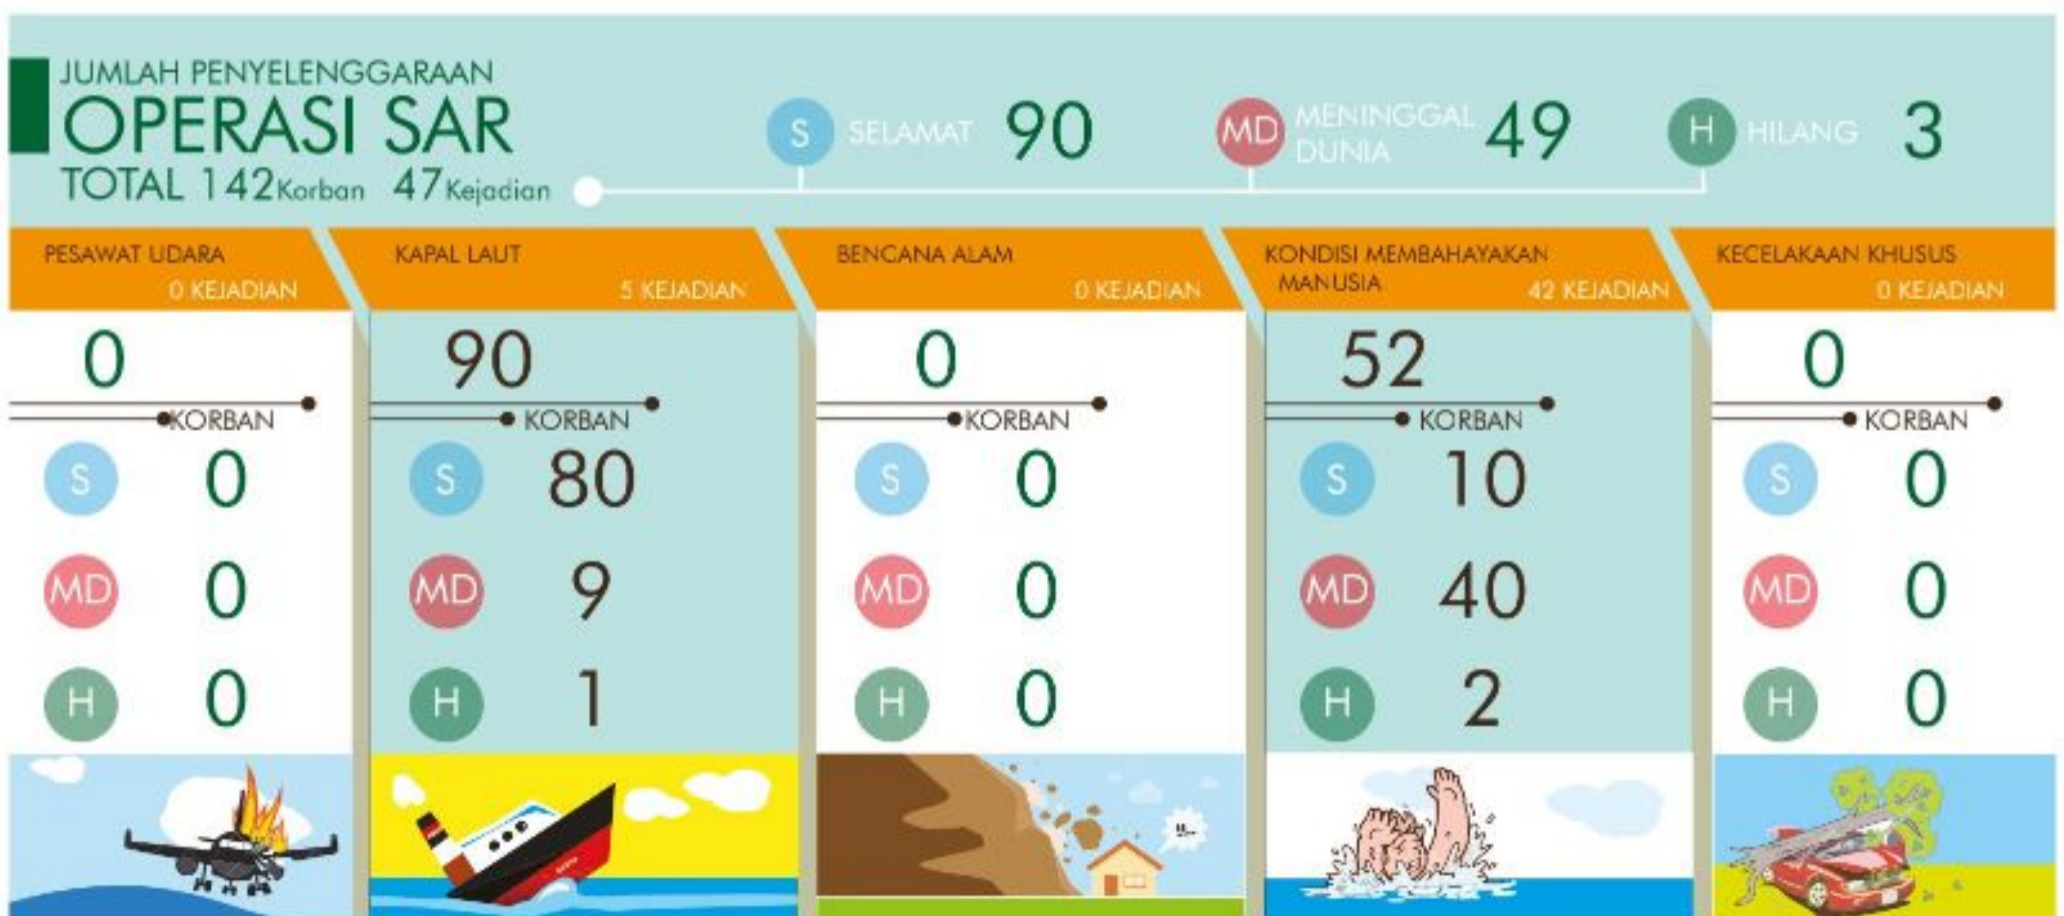 JUMLAH PENYELENGGARAAN
OPERASI SAR
TOTAL 142Korban 47Kejadian
S SELAMAT 90
MD MENINGGAL DUNIA 49
H HILANG 3
PESAWAT UDARA
0 KEJADIAN
0
KORBAN
S 0
MD 0
H 0
KAPAL LAUT
5 KEJADIAN
90
KORBAN
S 80
MD 9
H 1
BENCANA ALAM
0 KEJADIAN
0
KORBAN
S 0
MD 0
H 0
KONDISI MEMBAHAYAKAN
MANUSIA 42 KEJADIAN
52
KORBAN
S 10
MD 40
H 2
KECELAKAAN KHUSUS
0 KEJADIAN
0
KORBAN
S 0
MD 0
H 0